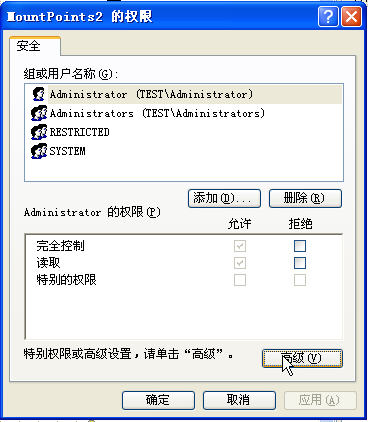 MountPoints2 的权限
安全
组或用户名称(G):
Administrator (TEST\Administrator)
Administrators (TEST\Administrators)
RESTRICTED
SYSTEM
添加(D)... 删除(R)
Administrator 的权限(P) 允许 拒绝
完全控制
读取
特别的权限
特别权限或高级设置，请单击“高级”。 高级(V)
确定 取消 应用(A)